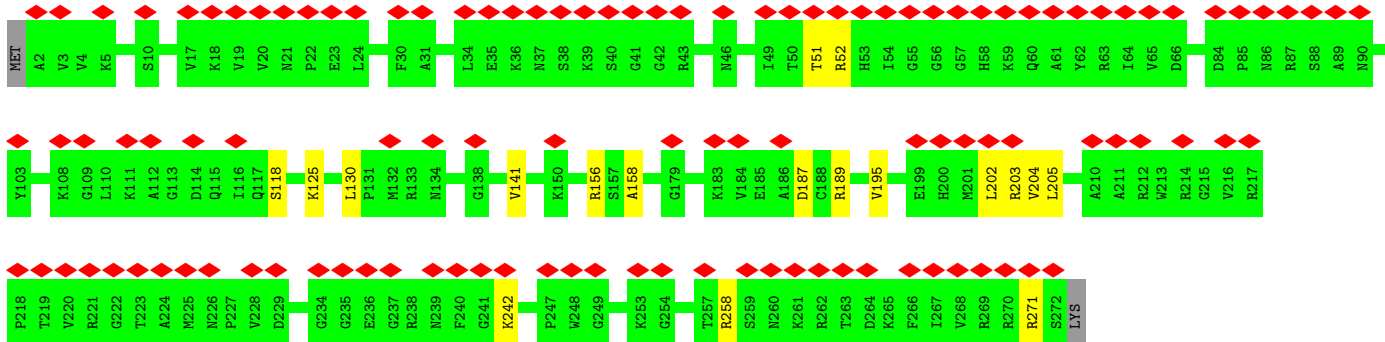 MET A2 V3 V4 K5 S10 V17 K18 V19 V20 N21 P22 E23 L24 F30 A31 L34 E35 K36 N37 S38 K39 S40 G41 G42 R43 N46 I49 T50 T51 R52 H53 I54 G55 G56 G57 H58 K59 Q60 A61 Y62 R63 I64 V65 D66 D84 P85 N86 R87 S88 A89 N90
Y103 K108 G109 L110 K111 A112 G113 D114 Q115 I116 Q117 S118 K125 L130 P131 M132 R133 N134 G138 V141 K150 R156 S157 A158 G179 K183 V184 E185 A186 D187 G188 R189 V195 E199 H200 M201 L202 R203 V204 L205 A210 A211 R212 W213 R214 G215 V216 R217
P218 T219 V220 R221 G222 T223 A224 M225 N226 P227 V228 D229 G234 G235 E236 G237 R238 N239 F240 G241 K242 P247 W248 G249 K253 G254 T257 R258 S259 N260 K261 R262 T263 D264 K265 F266 I267 V268 R269 R270 R271 S272 LYS